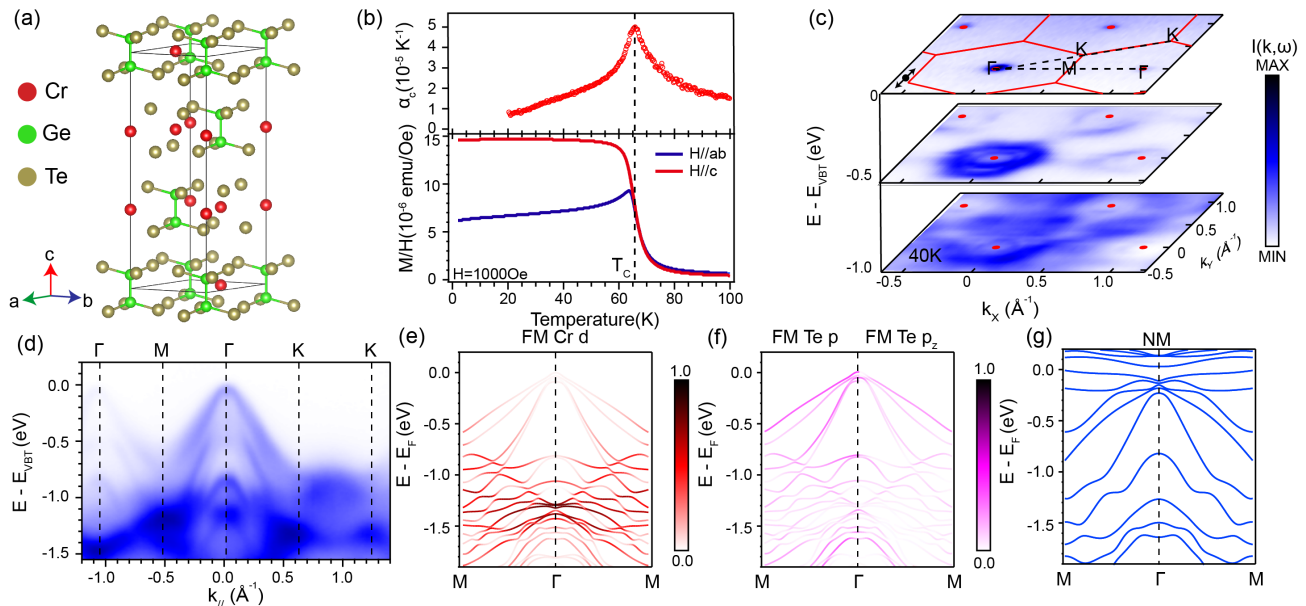 (a)
Cr
Ge
Te
c
a
b
(b)
α_c(10⁻⁵ K⁻¹)
5
4
3
2
1
0
M/H(10⁻⁶ emu/Oe)
15
10
5
0
H//ab
H//c
H=1000Oe
T_C
0 20 40 60 80 100
Temperature(K)
(c)
K
K
Γ
M
Γ
I(k,ω)
MAX
MIN
E - E_VBT (eV)
0
-0.5
-1.0
40K
1.0
0.5
0
-0.5
k_Y (Å⁻¹)
-0.5 0 0.5 1.0
k_X (Å⁻¹)
(d)
Γ M Γ K K
E - E_VBT (eV)
0.0
-0.5
-1.0
-1.5
-1.0 -0.5 0.0 0.5 1.0
k_// (Å⁻¹)
(e)
FM Cr d
E - E_F (eV)
0.0
-0.5
-1.0
-1.5
M Γ M
1.0
0.0
(f)
FM Te p FM Te p_z
E - E_F (eV)
0.0
-0.5
-1.0
-1.5
M Γ M
1.0
0.0
(g)
NM
E - E_F (eV)
0.0
-0.5
-1.0
-1.5
M Γ M